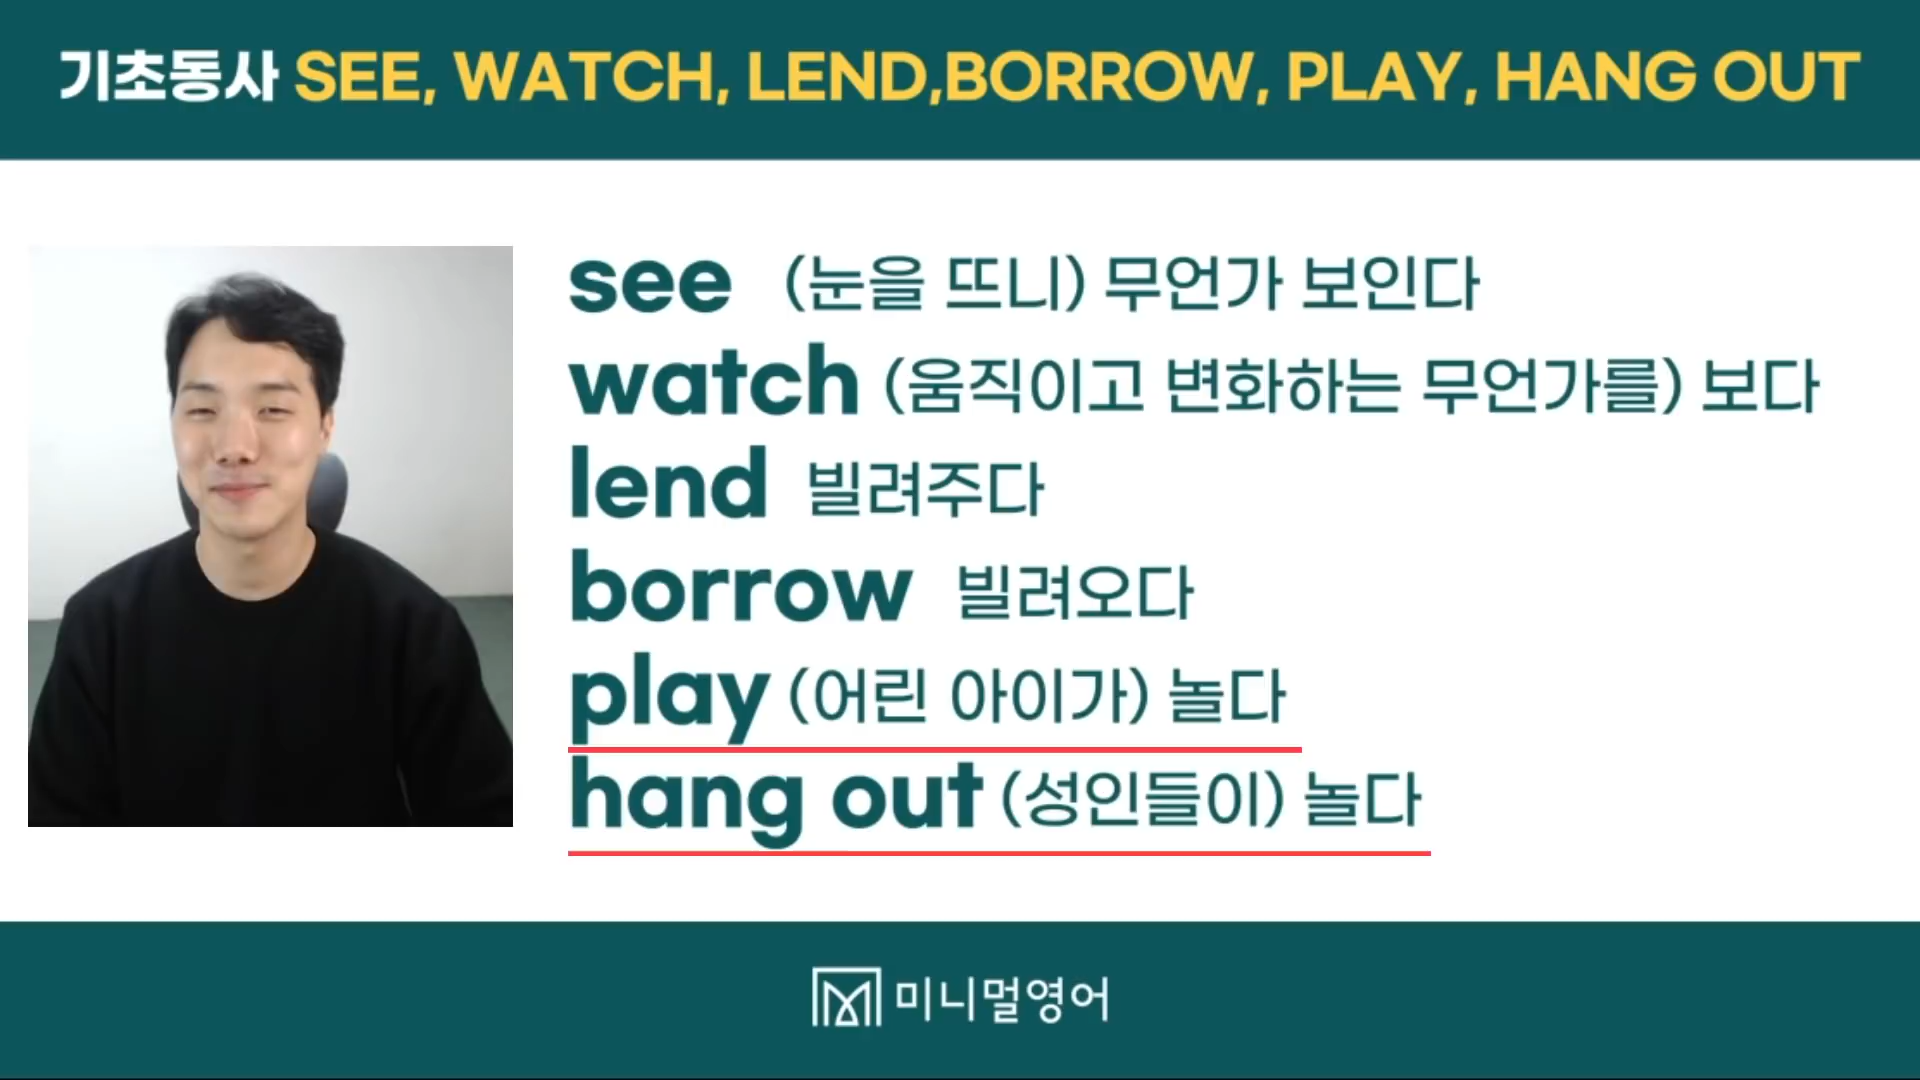 기초동사 SEE, WATCH, LEND,BORROW, PLAY, HANG OUT
see (눈을 뜨니) 무언가 보인다
watch (움직이고 변화하는 무언가를) 보다
lend 빌려주다
borrow 빌려오다
play (어린 아이가) 놀다
hang out (성인들이) 놀다
미니멀영어